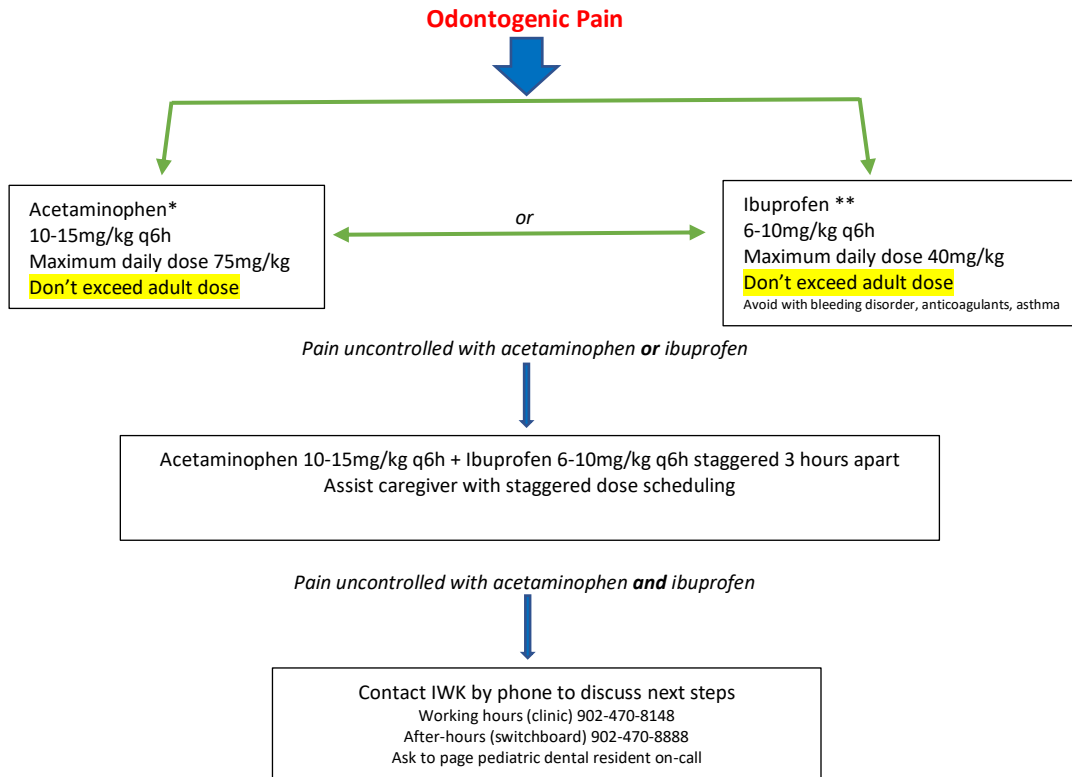 Odontogenic Pain
Acetaminophen*
10-15mg/kg q6h
Maximum daily dose 75mg/kg
Don’t exceed adult dose
or
Ibuprofen **
6-10mg/kg q6h
Maximum daily dose 40mg/kg
Don’t exceed adult dose
Avoid with bleeding disorder, anticoagulants, asthma
Pain uncontrolled with acetaminophen or ibuprofen
Acetaminophen 10-15mg/kg q6h + Ibuprofen 6-10mg/kg q6h staggered 3 hours apart
Assist caregiver with staggered dose scheduling
Pain uncontrolled with acetaminophen and ibuprofen
Contact IWK by phone to discuss next steps
Working hours (clinic) 902-470-8148
After-hours (switchboard) 902-470-8888
Ask to page pediatric dental resident on-call